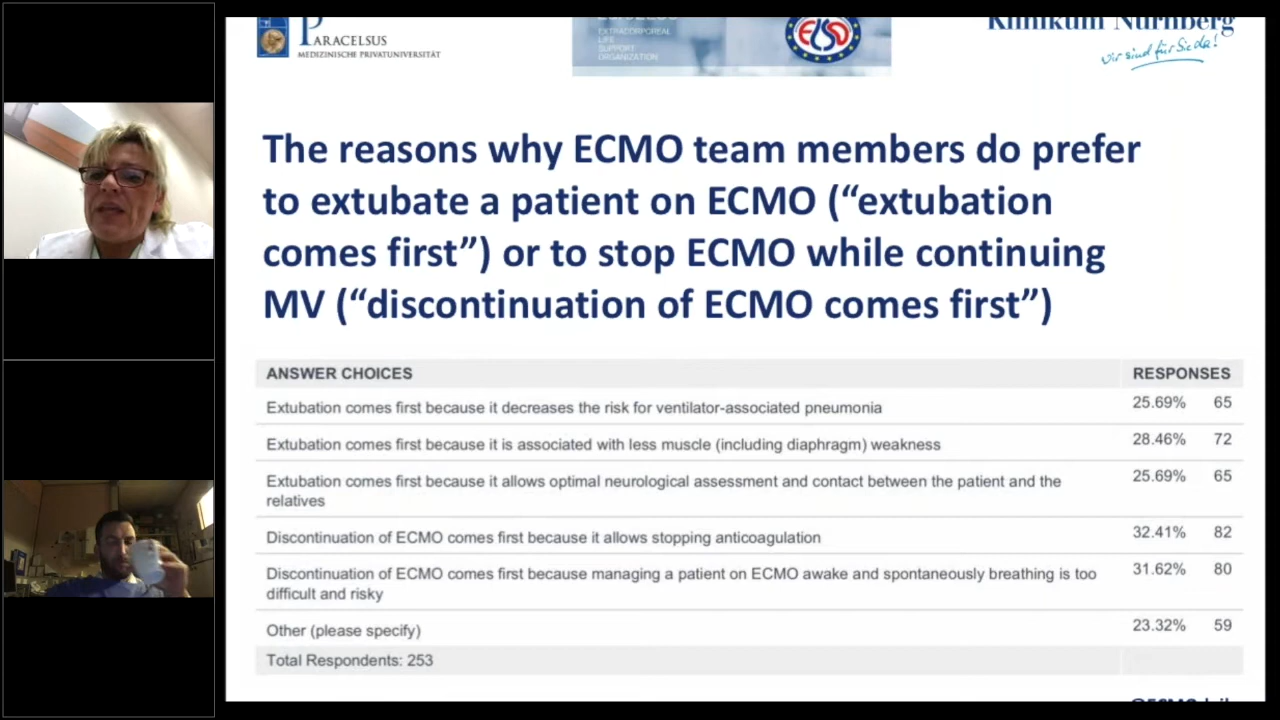 PARACELSUS
MEDIZINISCHE PRIVATUNIVERSITÄT
EXTRACORPOREAL
LIFE
SUPPORT
ORGANIZATION
Klinikum Nürnberg
Wir sind für Sie da!
The reasons why ECMO team members do prefer
to extubate a patient on ECMO (“extubation
comes first”) or to stop ECMO while continuing
MV (“discontinuation of ECMO comes first”)
ANSWER CHOICES RESPONSES
Extubation comes first because it decreases the risk for ventilator-associated pneumonia 25.69% 65
Extubation comes first because it is associated with less muscle (including diaphragm) weakness 28.46% 72
Extubation comes first because it allows optimal neurological assessment and contact between the patient and the 25.69% 65
relatives
Discontinuation of ECMO comes first because it allows stopping anticoagulation 32.41% 82
Discontinuation of ECMO comes first because managing a patient on ECMO awake and spontaneously breathing is too 31.62% 80
difficult and risky
Other (please specify) 23.32% 59
Total Respondents: 253